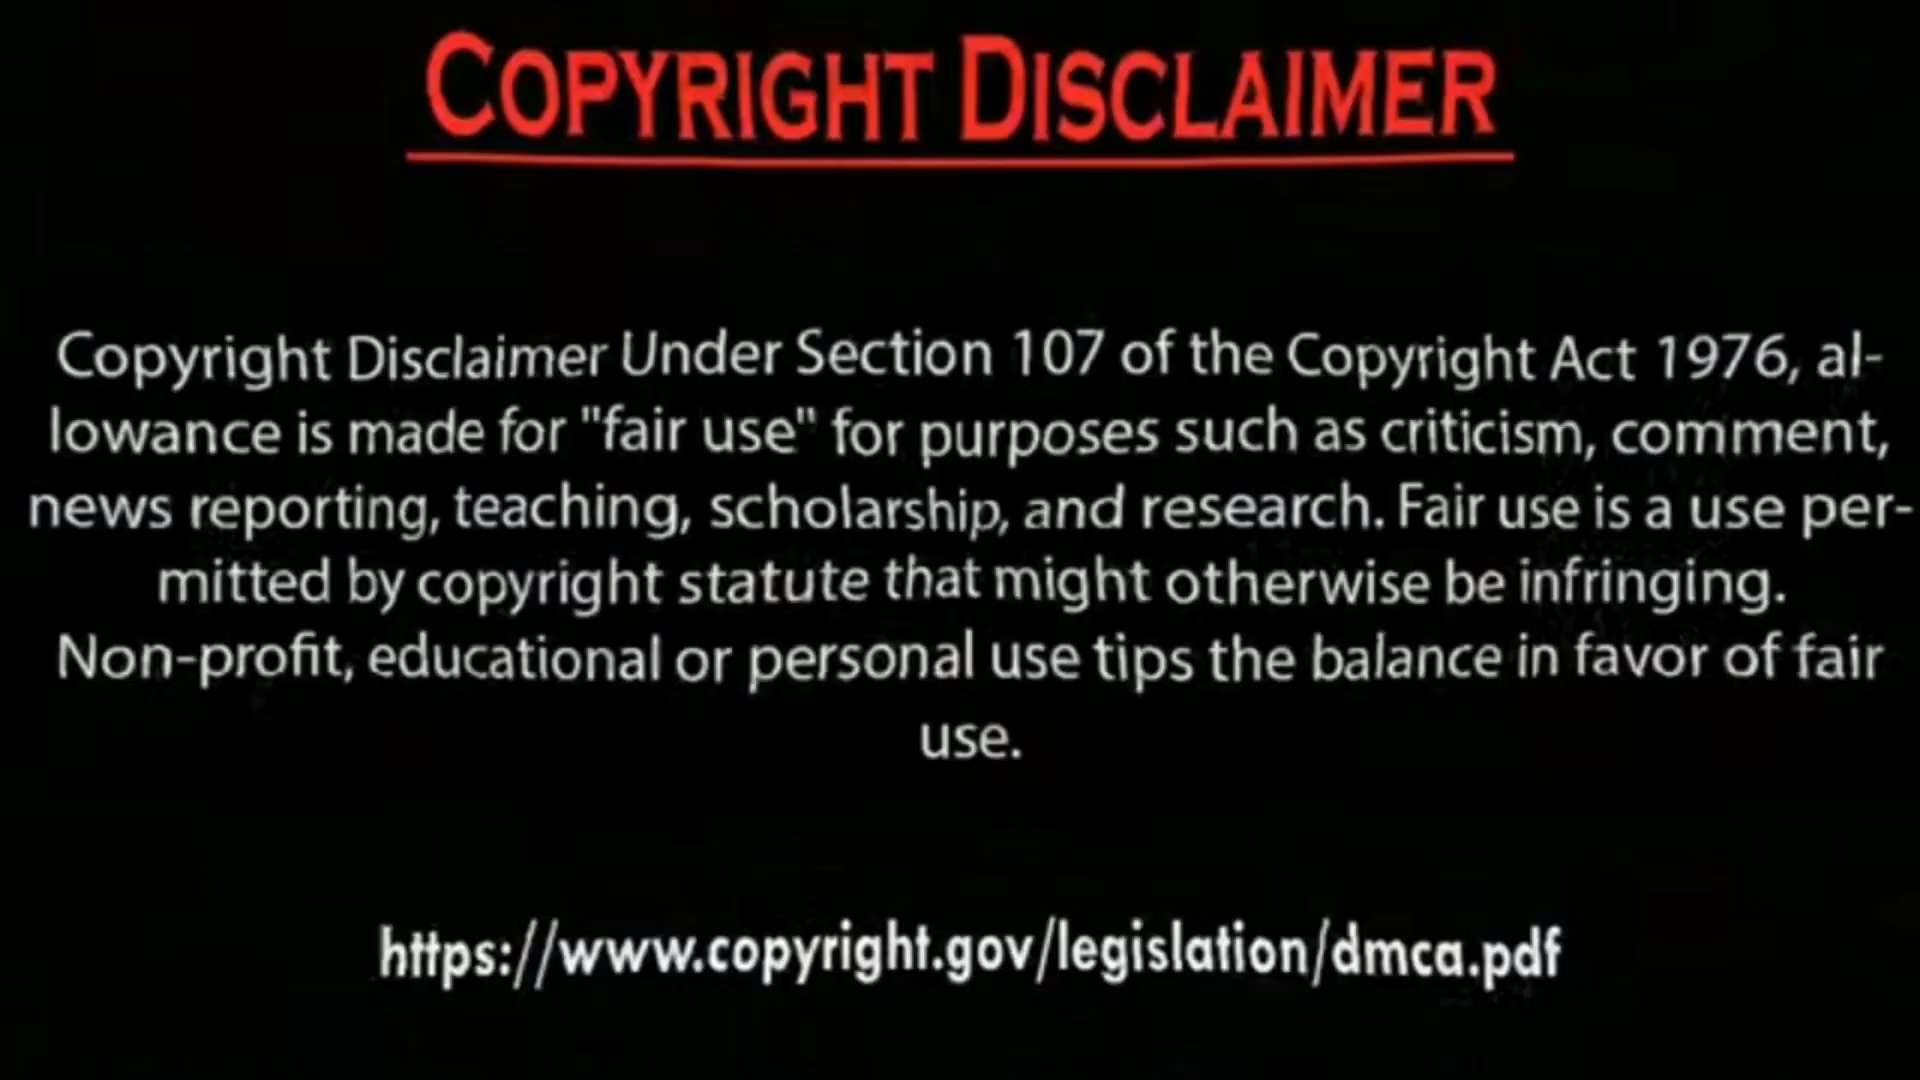 COPYRIGHT DISCLAIMER
Copyright Disclaimer Under Section 107 of the Copyright Act 1976, al-
lowance is made for "fair use" for purposes such as criticism, comment,
news reporting, teaching, scholarship, and research. Fair use is a use per-
mitted by copyright statute that might otherwise be infringing.
Non-profit, educational or personal use tips the balance in favor of fair
use.
https://www.copyright.gov/legislation/dmca.pdf